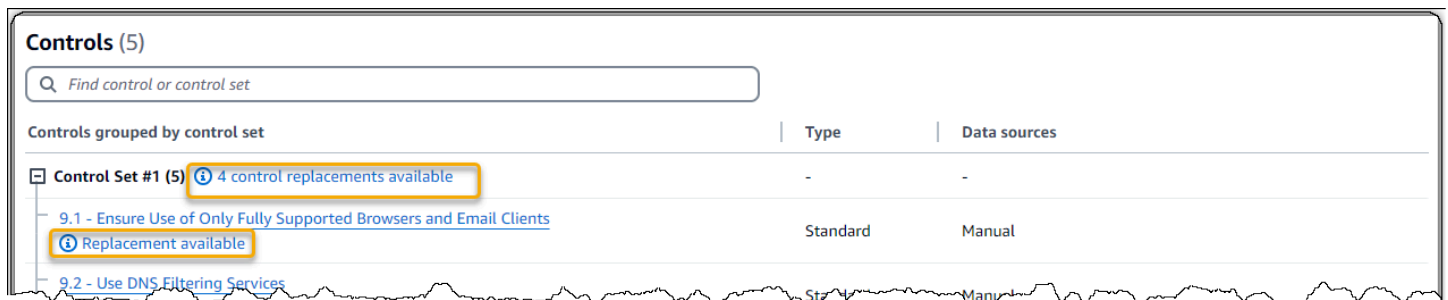 Controls (5)
Find control or control set
Controls grouped by control set Type Data sources
Control Set #1 (5) 4 control replacements available - -
9.1 - Ensure Use of Only Fully Supported Browsers and Email Clients
Standard Manual
Replacement available
9.2 - Use DNS Filtering Services
Manual